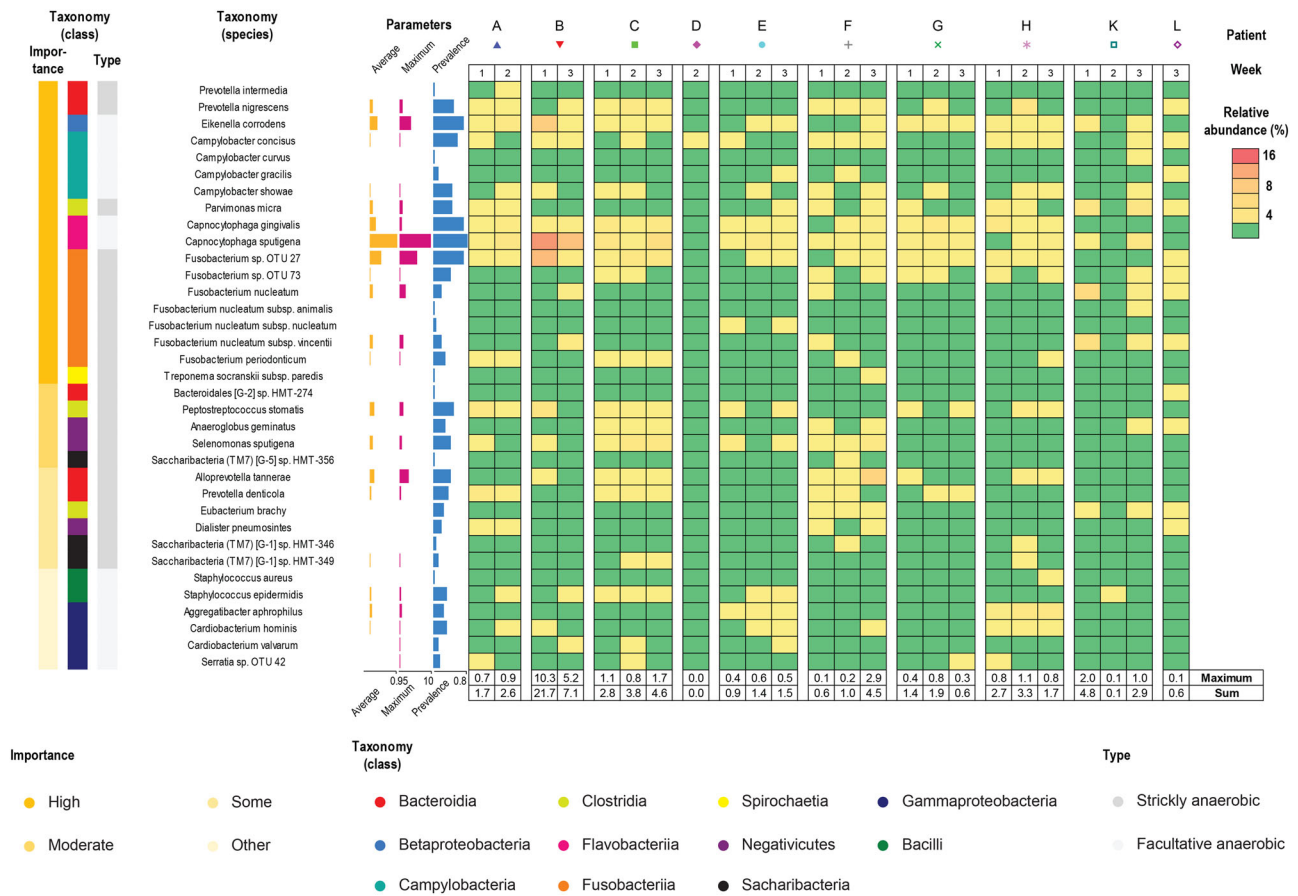 Taxonomy
(class)
Taxonomy
(species)
Impor-
tance
Type
Parameters
Average
Maximum
Prevalence
A B C D E F G H K L
Patient
1 2 1 3 1 2 3 2 1 2 3 1 2 3 1 2 3 1 2 3 1 2 3 3
Week
Relative
abundance (%)
16
8
4
Prevotella intermedia
Prevotella nigrescens
Eikenella corrodens
Campylobacter concisus
Campylobacter curvus
Campylobacter gracilis
Campylobacter showae
Parvimonas micra
Capnocytophaga gingivalis
Capnocytophaga sputigena
Fusobacterium sp. OTU 27
Fusobacterium sp. OTU 73
Fusobacterium nucleatum
Fusobacterium nucleatum subsp. animalis
Fusobacterium nucleatum subsp. nucleatum
Fusobacterium nucleatum subsp. vincentii
Fusobacterium periodonticum
Treponema socranskii subsp. paredis
Bacteroidales [G-2] sp. HMT-274
Peptostreptococcus stomatis
Anaeroglobus geminatus
Selenomonas sputigena
Saccharibacteria (TM7) [G-5] sp. HMT-356
Alloprevotella tannerae
Prevotella denticola
Eubacterium brachy
Dialister pneumosintes
Saccharibacteria (TM7) [G-1] sp. HMT-346
Saccharibacteria (TM7) [G-1] sp. HMT-349
Staphylococcus aureus
Staphylococcus epidermidis
Aggregatibacter aphrophilus
Cardiobacterium hominis
Cardiobacterium valvarum
Serratia sp. OTU 42
0.95 10 0.8
Average
Maximum
Prevalence
0.7 0.9 10.3 5.2 1.1 0.8 1.7 0.0 0.4 0.6 0.5 0.1 0.2 2.9 0.4 0.8 0.3 0.8 1.1 0.8 2.0 0.1 1.0 0.1 Maximum
1.7 2.6 21.7 7.1 2.8 3.8 4.6 0.0 0.9 1.4 1.5 0.6 1.0 4.5 1.4 1.9 0.6 2.7 3.3 1.7 4.8 0.1 2.9 0.6 Sum
Importance
High
Some
Moderate
Other
Taxonomy
(class)
Bacteroidia
Clostridia
Spirochaetia
Gammaproteobacteria
Betaproteobacteria
Flavobacteriia
Negativicutes
Bacilli
Campylobacteria
Fusobacteriia
Sacharibacteria
Type
Strickly anaerobic
Facultative anaerobic